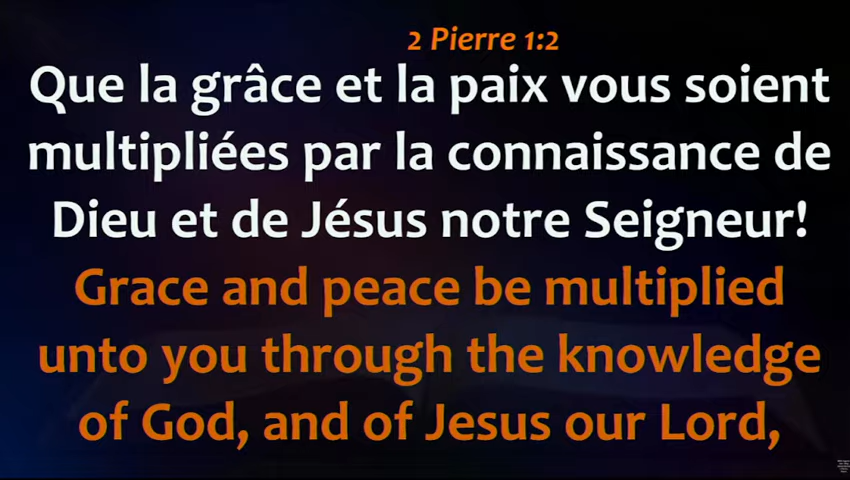 2 Pierre 1:2
Que la grâce et la paix vous soient
multipliées par la connaissance de
Dieu et de Jésus notre Seigneur!
Grace and peace be multiplied
unto you through the knowledge
of God, and of Jesus our Lord,